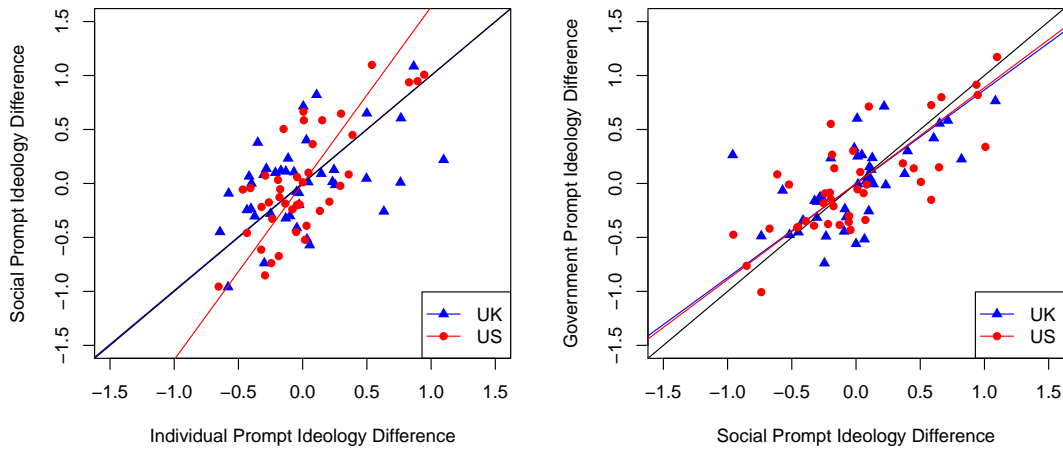 1.5
1.0
0.5
0.0
−0.5
−1.0
−1.5
Social Prompt Ideology Difference
−1.5 −1.0 −0.5 0.0 0.5 1.0 1.5
Individual Prompt Ideology Difference
UK
US
1.5
1.0
0.5
0.0
−0.5
−1.0
−1.5
Government Prompt Ideology Difference
−1.5 −1.0 −0.5 0.0 0.5 1.0 1.5
Social Prompt Ideology Difference
UK
US